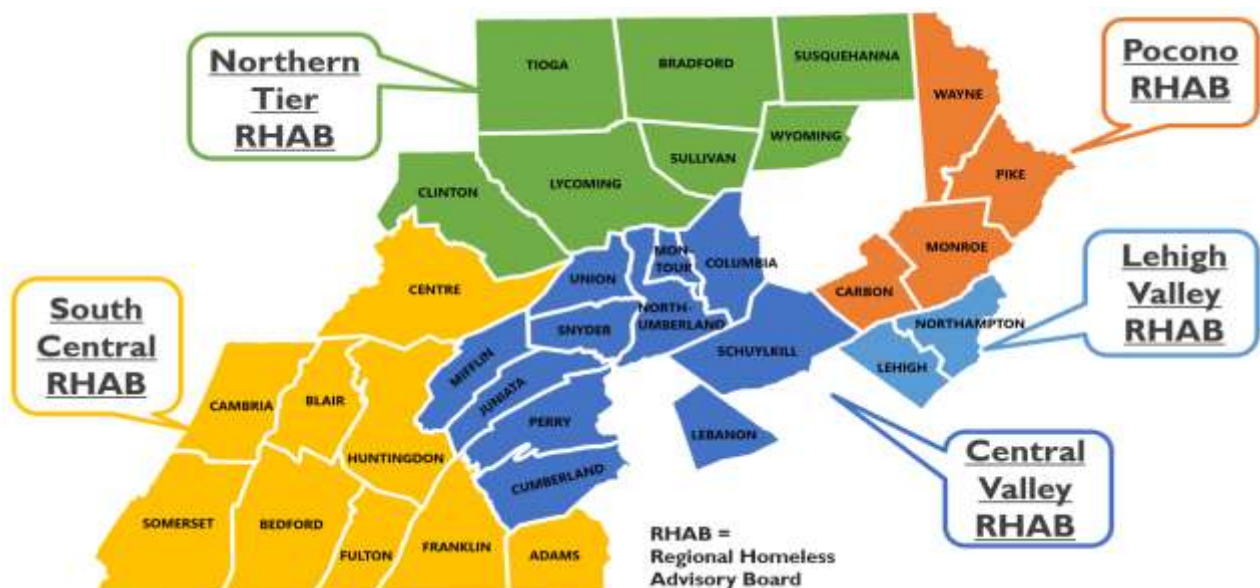 Northern
Tier
RHAB
TIOGA
BRADFORD
SUSQUEHANNA
Pocono
RHAB
WAYNE
WYOMING
SULLIVAN
PIKE
CLINTON
LYCOMING
MONROE
Lehigh
Valley
RHAB
MON-
TOUR
COLUMBIA
UNION
CENTRE
CARBON
South
Central
RHAB
NORTH-
UMBERLAND
SNYDER
NORTHAMPTON
SCHUYLKILL
LEHIGH
MIFFLIN
JUNIATA
BLAIR
CAMBRIA
PERRY
LEBANON
HUNTINGDON
CUMBERLAND
Central
Valley
RHAB
SOMERSET
BEDFORD
FULTON
FRANKLIN
ADAMS
RHAB =
Regional Homeless
Advisory Board